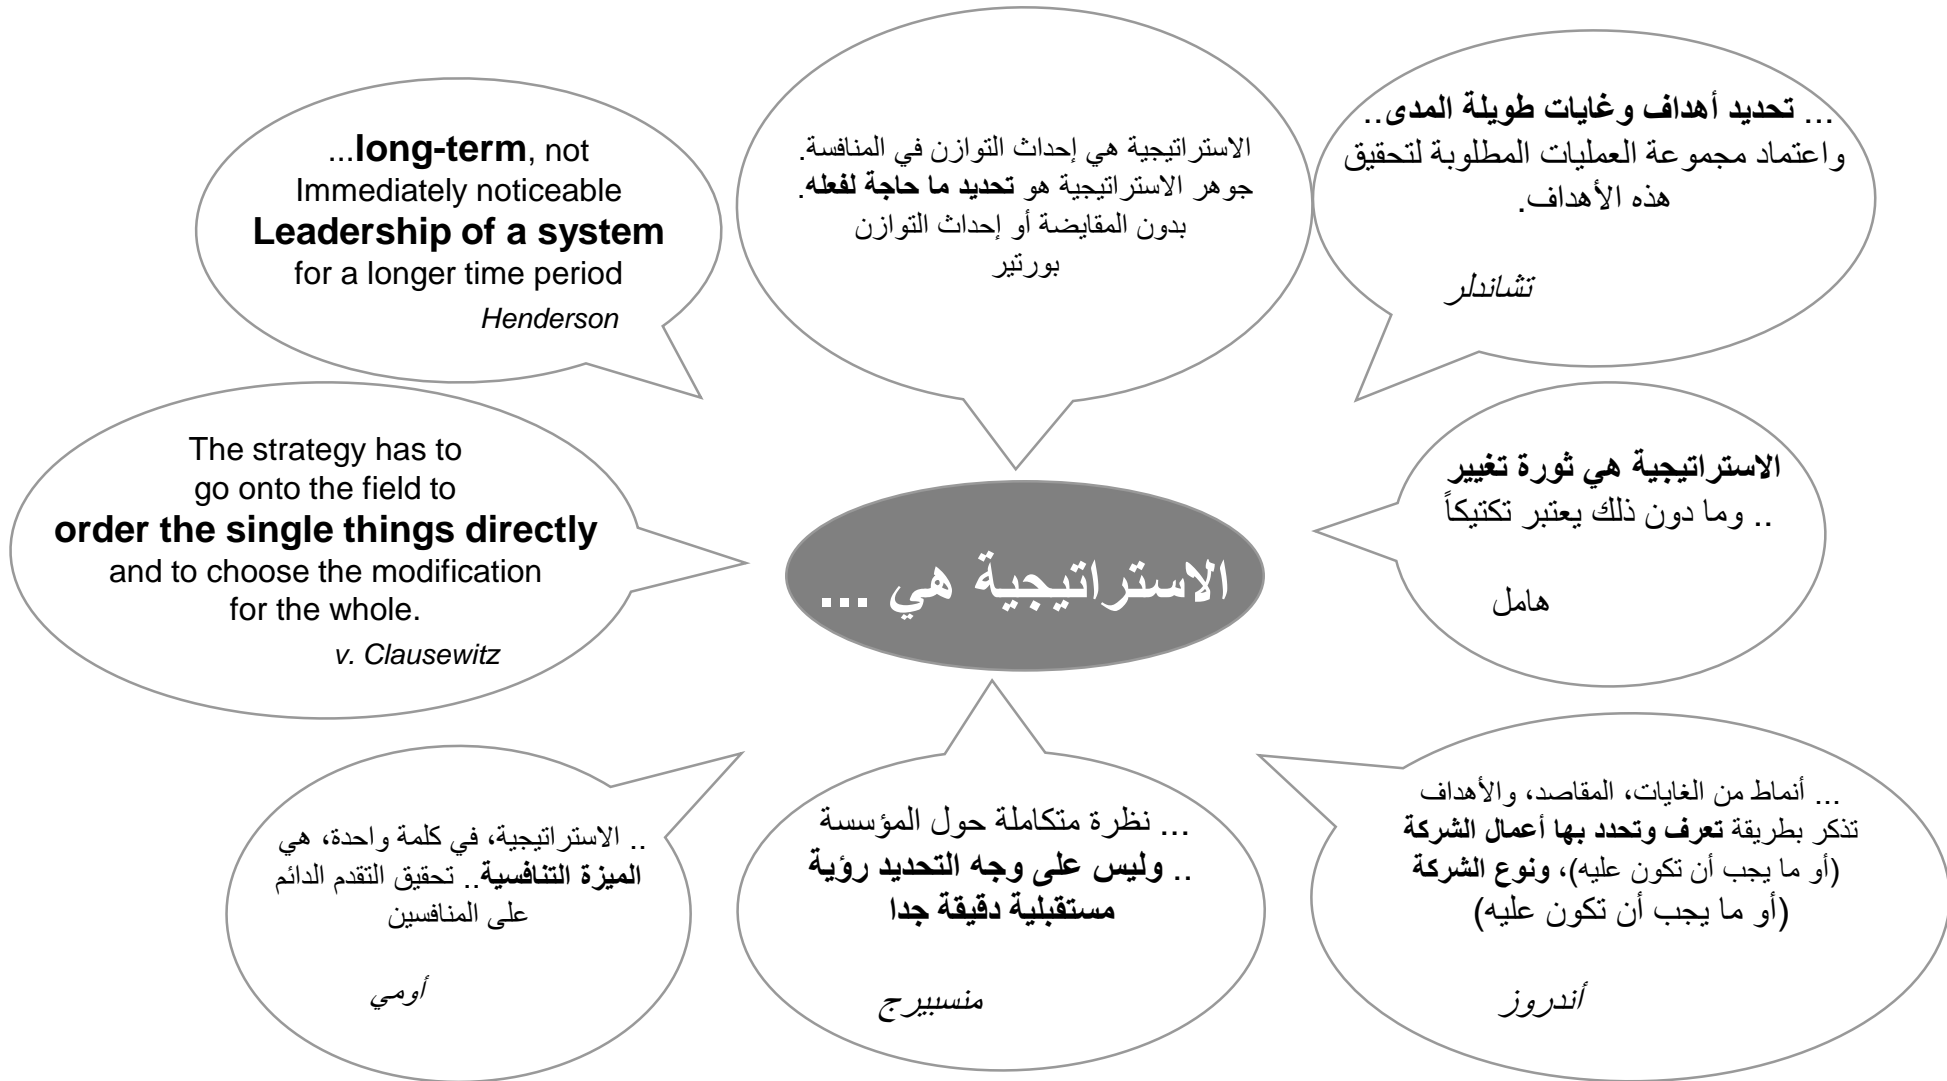 ...long-term, not
Immediately noticeable
Leadership of a system
for a longer time period
Henderson
الاستراتيجية هي إحداث التوازن في المنافسة.
جوهر الاستراتيجية هو تحديد ما حاجة لفعله.
بدون المقايضة أو إحداث التوازن
بورتير
... تحديد أهداف وغايات طويلة المدى..
واعتماد مجموعة العمليات المطلوبة لتحقيق
هذه الأهداف.
تشاندلر
The strategy has to
go onto the field to
order the single things directly
and to choose the modification
for the whole.
v. Clausewitz
الاستراتيجية هي ...
الاستراتيجية هي ثورة تغيير
.. وما دون ذلك يعتبر تكتيكاً
هامل
.. الاستراتيجية، في كلمة واحدة، هي
الميزة التنافسية.. تحقيق التقدم الدائم
على المنافسين
أومي
... نظرة متكاملة حول المؤسسة
.. وليس على وجه التحديد رؤية
مستقبلية دقيقة جدا
منسبيرج
... أنماط من الغايات، المقاصد، والأهداف
تذكر بطريقة تعرف وتحدد بها أعمال الشركة
(أو ما يجب أن تكون عليه)، ونوع الشركة
(أو ما يجب أن تكون عليه)
أندروز